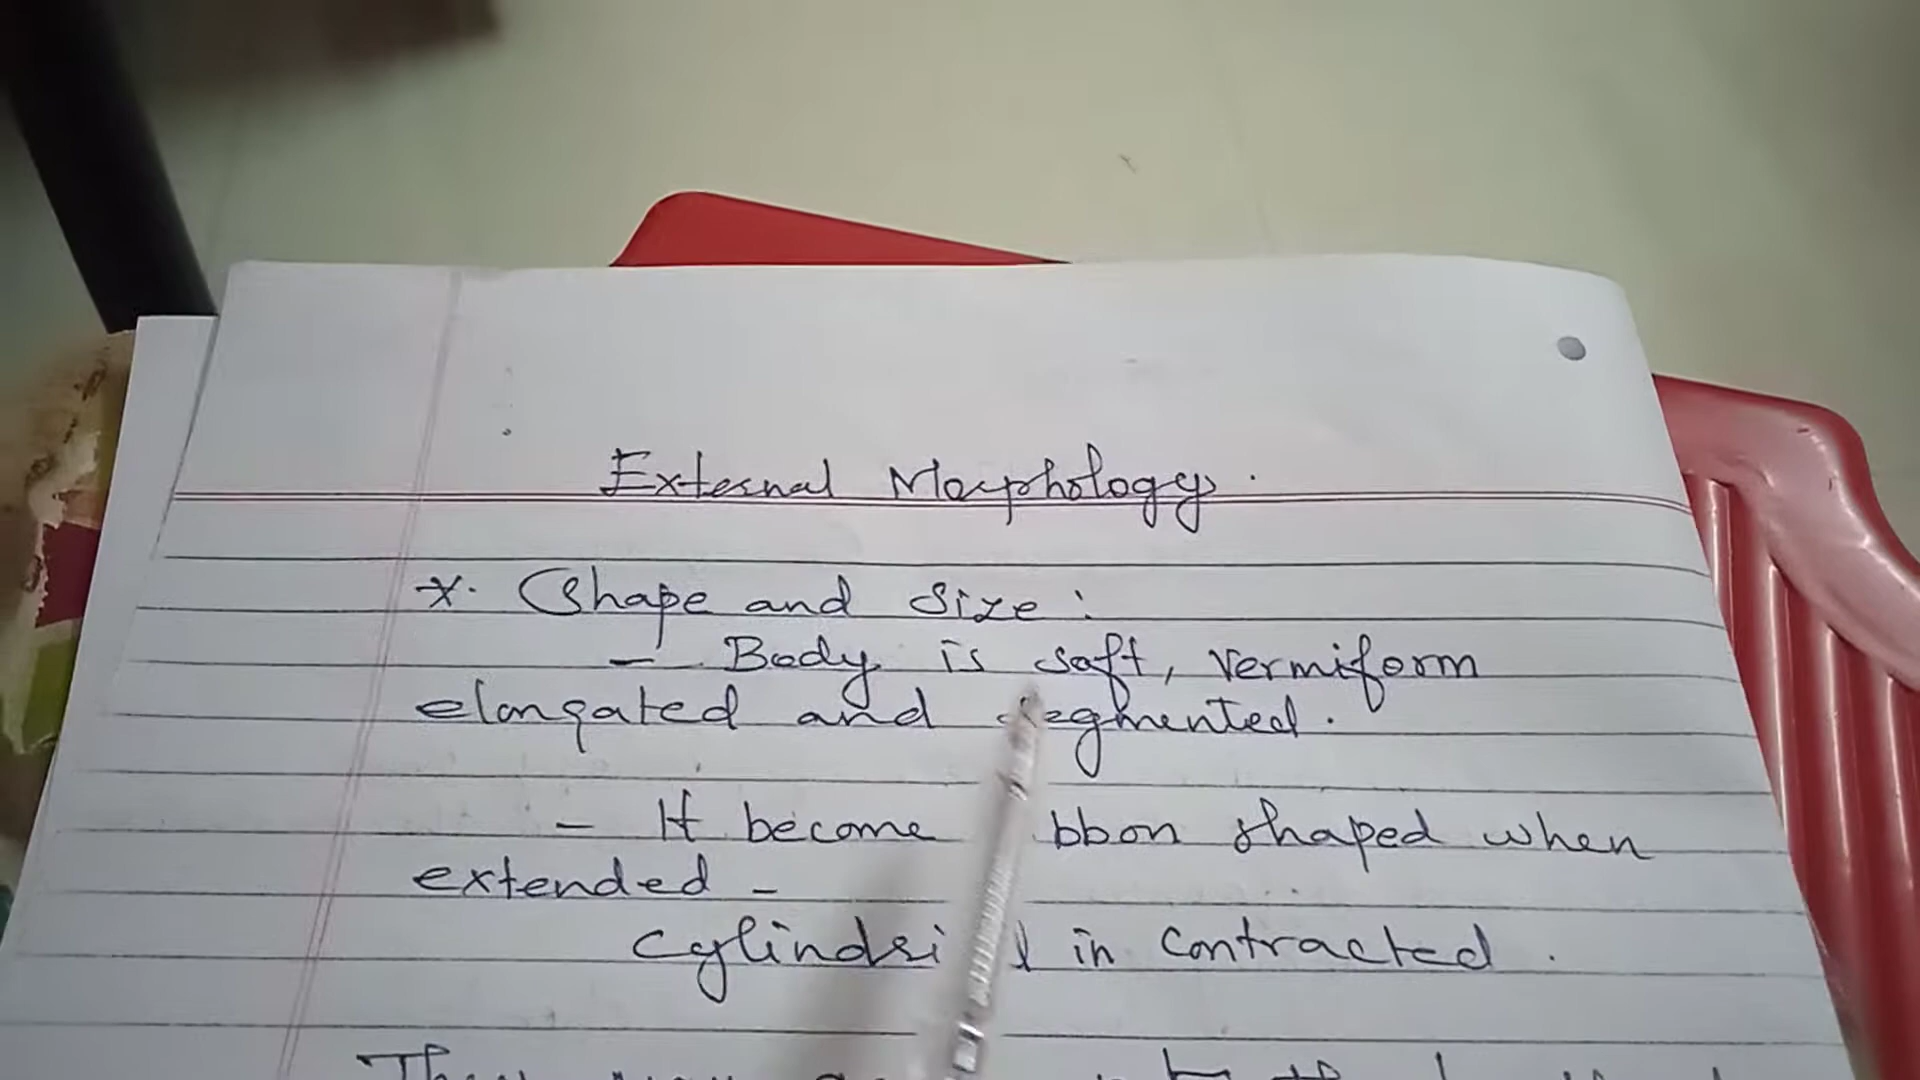 External Morphology.
*. Shape and Size:
- Body is soft, vermiform
elongated and segmented.
- It become bbon shaped when
extended -
in contracted.